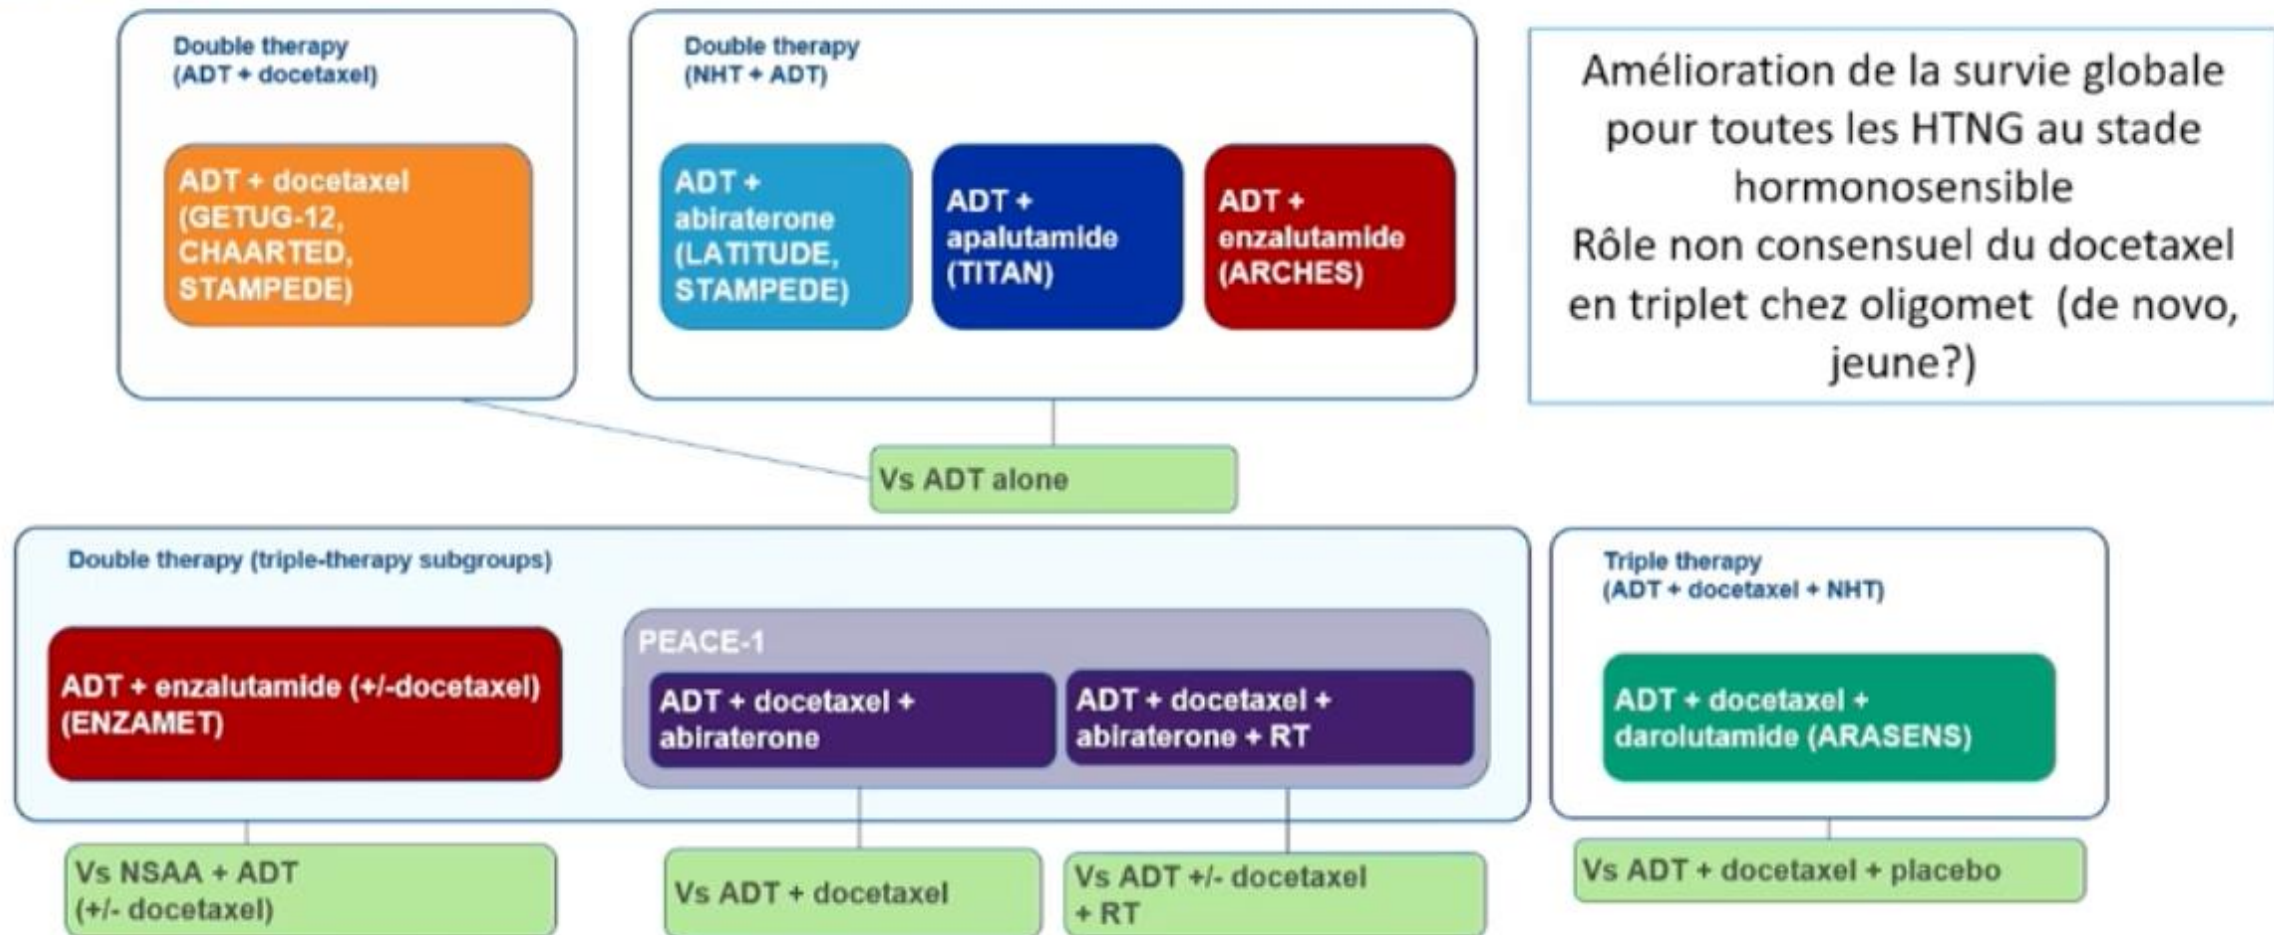 Double therapy
(ADT + docetaxel)
ADT + docetaxel
(GETUG-12,
CHAARTED,
STAMPEDE)
Double therapy
(NHT + ADT)
ADT +
abiraterone
(LATITUDE,
STAMPEDE)
ADT +
apalutamide
(TITAN)
ADT +
enzalutamide
(ARCHES)
Amélioration de la survie globale
pour toutes les HTNG au stade
hormonosensible
Rôle non consensuel du docetaxel
en triplet chez oligomet (de novo,
jeune?)
Vs ADT alone
Double therapy (triple-therapy subgroups)
ADT + enzalutamide (+/-docetaxel)
(ENZAMET)
PEACE-1
ADT + docetaxel +
abiraterone
ADT + docetaxel +
abiraterone + RT
Triple therapy
(ADT + docetaxel + NHT)
ADT + docetaxel +
darolutamide (ARASENS)
Vs NSAA + ADT
(+/- docetaxel)
Vs ADT + docetaxel
Vs ADT +/- docetaxel
+ RT
Vs ADT + docetaxel + placebo